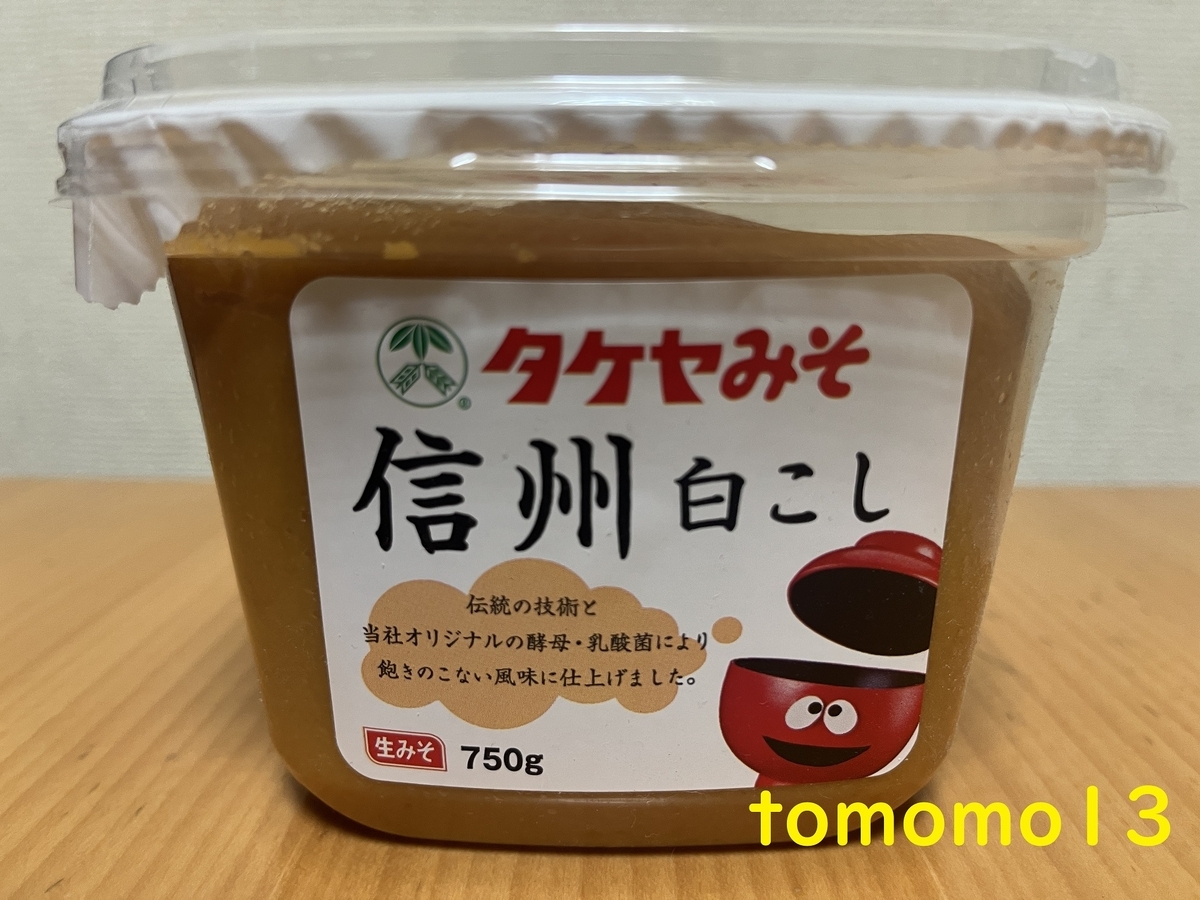 タケヤみそ
®
信州 白こし
伝統の技術と
当社オリジナルの酵母・乳酸菌により
飽きのこない風味に仕上げました。
生みそ 750g
tomomo13